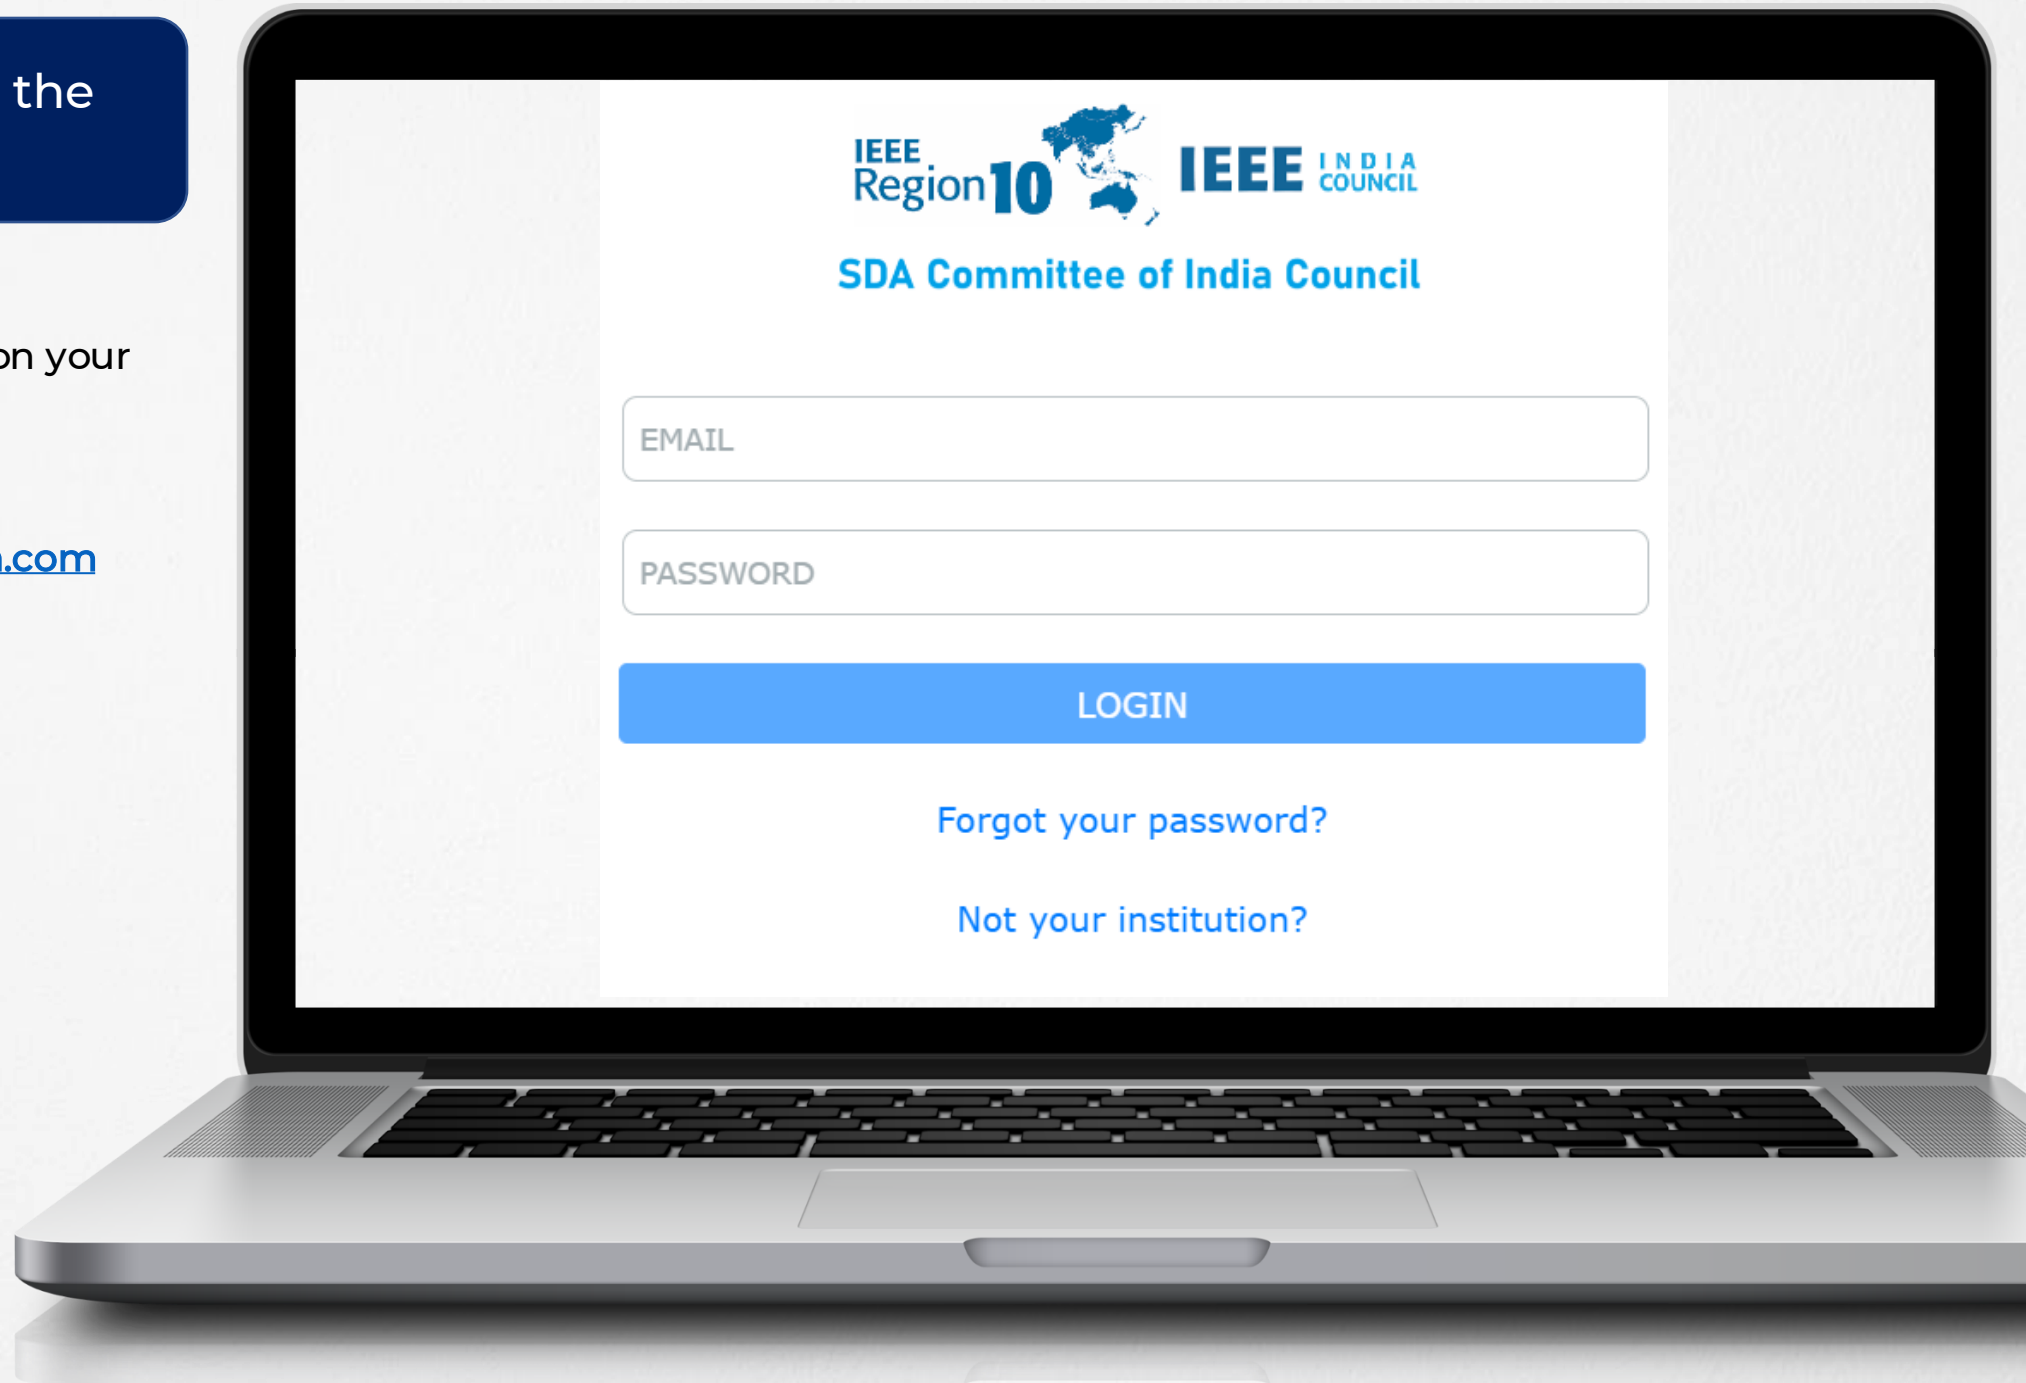 the
on your
.com
IEEE
Region 10
IEEE INDIA
COUNCIL
SDA Committee of India Council
EMAIL
PASSWORD
LOGIN
Forgot your password?
Not your institution?